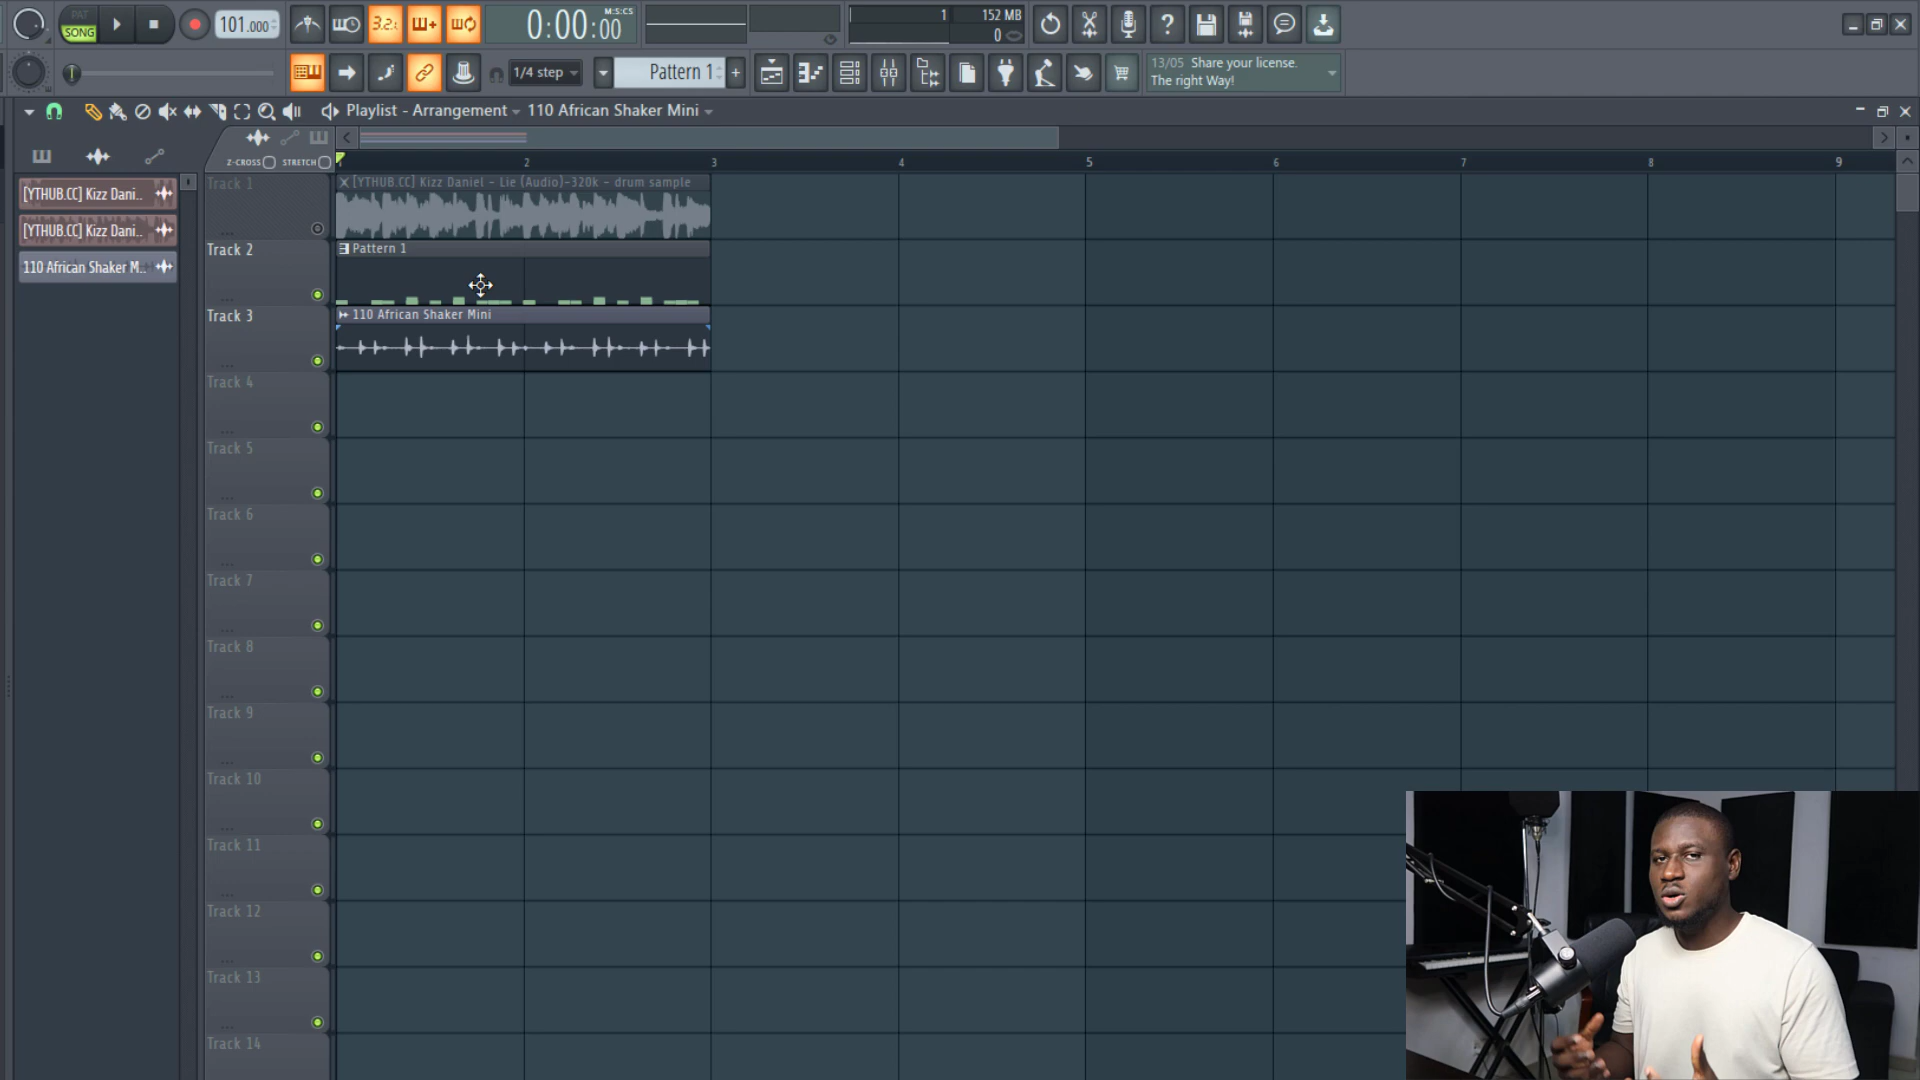 PAT
SONG
101.000
3.2.
0:00:00
M:S:CS
1
152 MB
0
1/4 step
Pattern 1
+
13/05 Share your license.
The right Way!
Playlist - Arrangement
110 African Shaker Mini
Z-CROSS
STRETCH
2
3
4
5
6
7
8
9
[YTHUB.CC] Kizz Dani..
[YTHUB.CC] Kizz Dani..
110 African Shaker M..
Track 1
[YTHUB.CC] Kizz Daniel - Lie (Audio)-320k - drum sample
Track 2
Pattern 1
Track 3
110 African Shaker Mini
Track 4
Track 5
Track 6
Track 7
Track 8
Track 9
Track 10
Track 11
Track 12
Track 13
Track 14